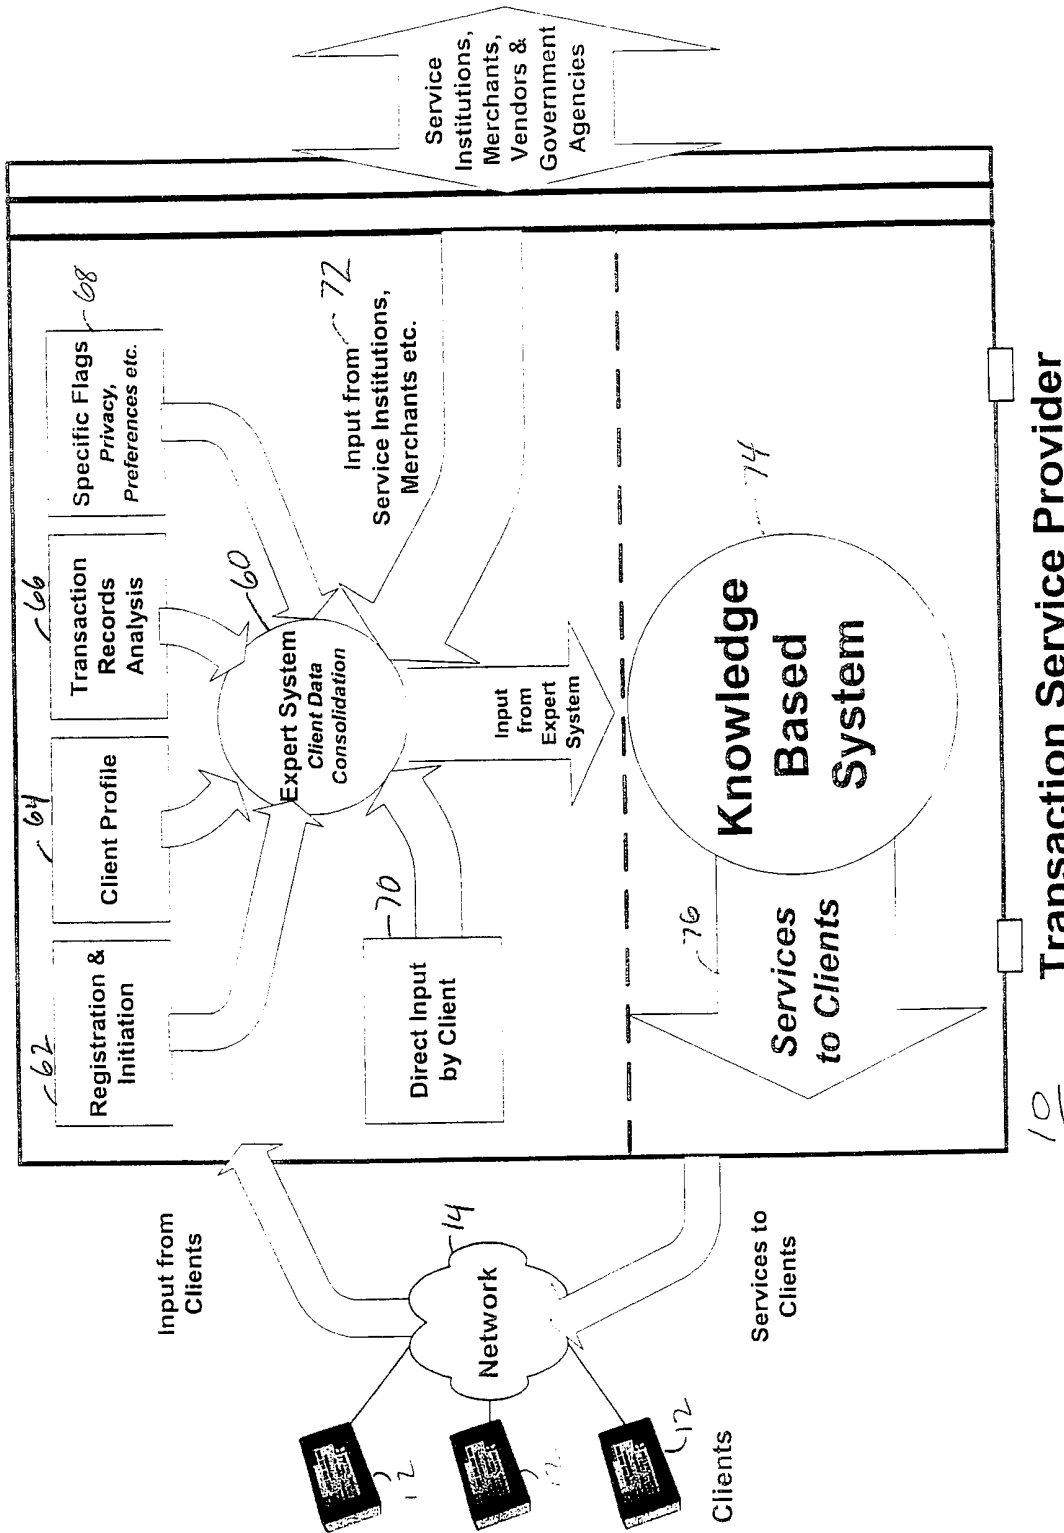 62
Registration &
Initiation
64
Client Profile
66
Transaction
Records
Analysis
68
Specific Flags
Privacy,
Preferences etc.
60
Expert System
Client Data
Consolidation
70
Direct Input
by Client
Input from
Expert
System
72
Input from
Service Institutions,
Merchants etc.
Service
Institutions,
Merchants,
Vendors &
Government
Agencies
Input from
Clients
14
Network
12
12
12
Clients
Services to
Clients
76
Services
to Clients
74
Knowledge
Based
System
10
Transaction Service Provider